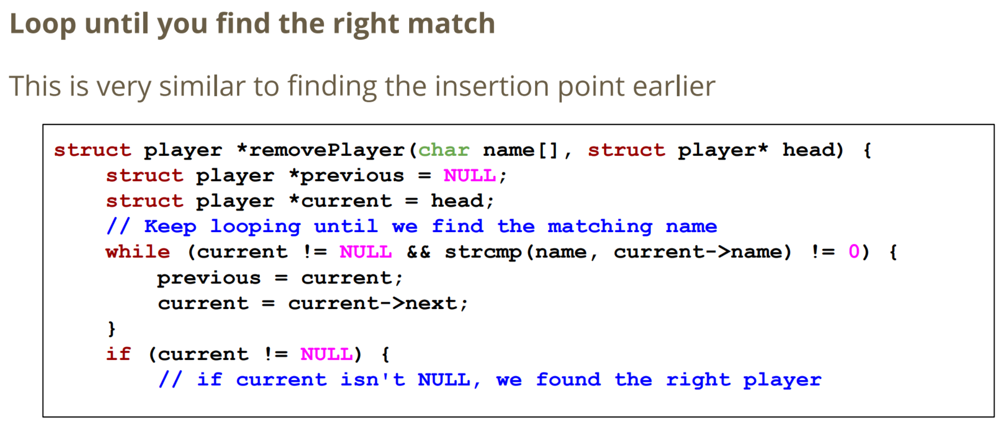 Loop until you find the right match
This is very similar to finding the insertion point earlier
struct player *removePlayer(char name[], struct player* head) {
    struct player *previous = NULL;
    struct player *current = head;
    // Keep looping until we find the matching name
    while (current != NULL && strcmp(name, current->name) != 0) {
        previous = current;
        current = current->next;
    }
    if (current != NULL) {
        // if current isn't NULL, we found the right player